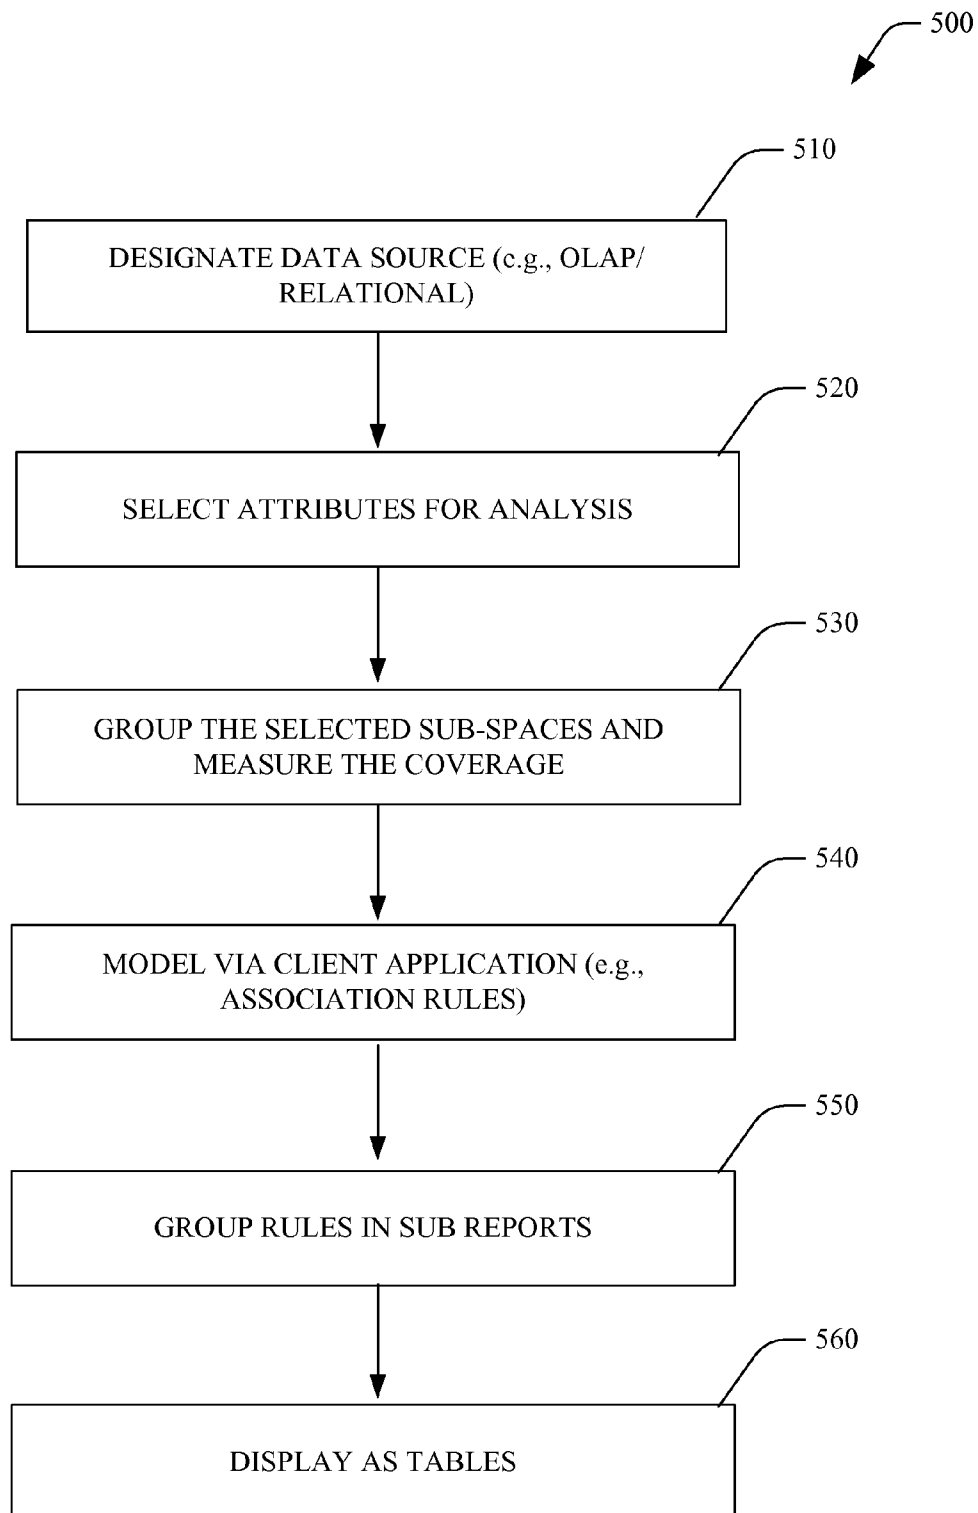 500
510
DESIGNATE DATA SOURCE (c.g., OLAP/
RELATIONAL)
520
SELECT ATTRIBUTES FOR ANALYSIS
530
GROUP THE SELECTED SUB-SPACES AND
MEASURE THE COVERAGE
540
MODEL VIA CLIENT APPLICATION (e.g.,
ASSOCIATION RULES)
550
GROUP RULES IN SUB REPORTS
560
DISPLAY AS TABLES